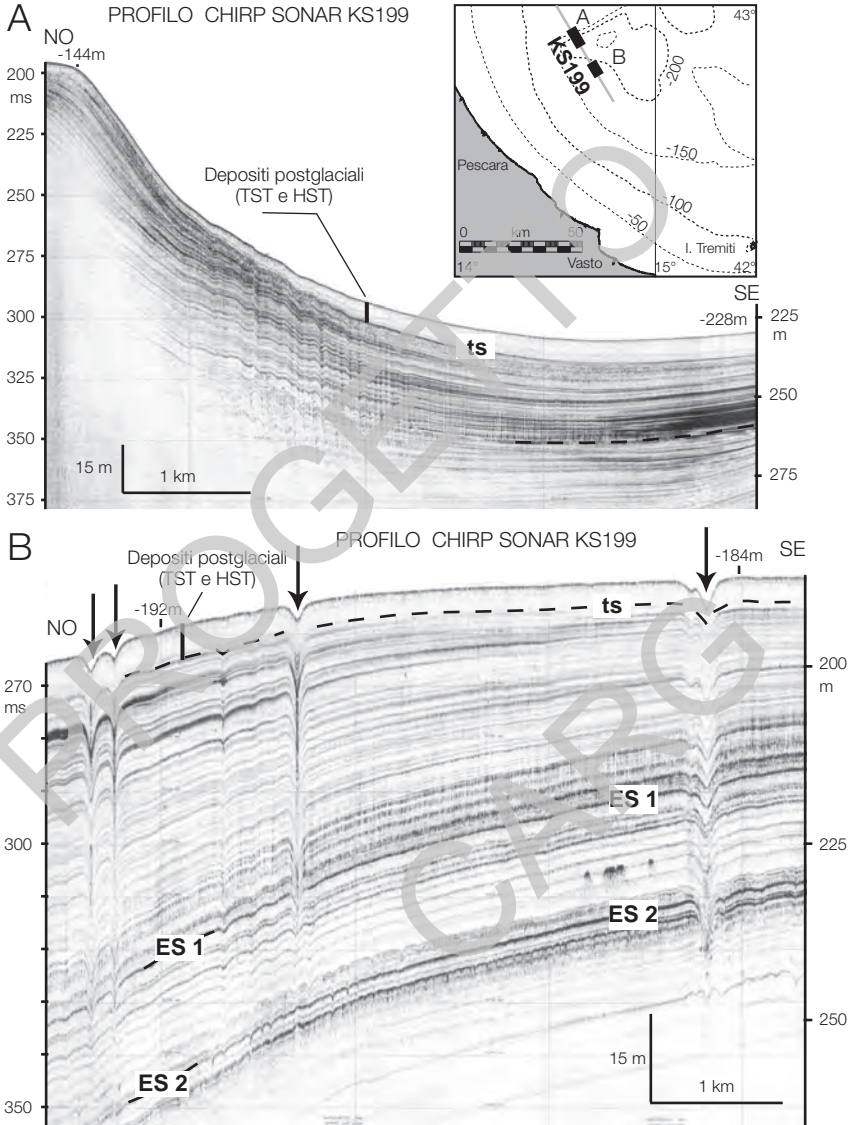 A
PROFILO CHIRP SONAR KS199
NO
-144m
200
ms
225
250
275
300
325
350
375
Depositi postglaciali
(TST e HST)
ts
15 m
1 km
SE
-228m
225
m
250
275
A
B
KS199
43°
-200
-150
-100
-50
Pescara
0 km 50
Vasto
I. Tremiti
14°
15°
42°
B
PROFILO CHIRP SONAR KS199
Depositi postglaciali
(TST e HST)
NO
-192m
-184m
SE
ts
270
ms
300
350
200
m
225
250
ES 1
ES 1
ES 2
ES 2
15 m
1 km
PROGETTO
CARG